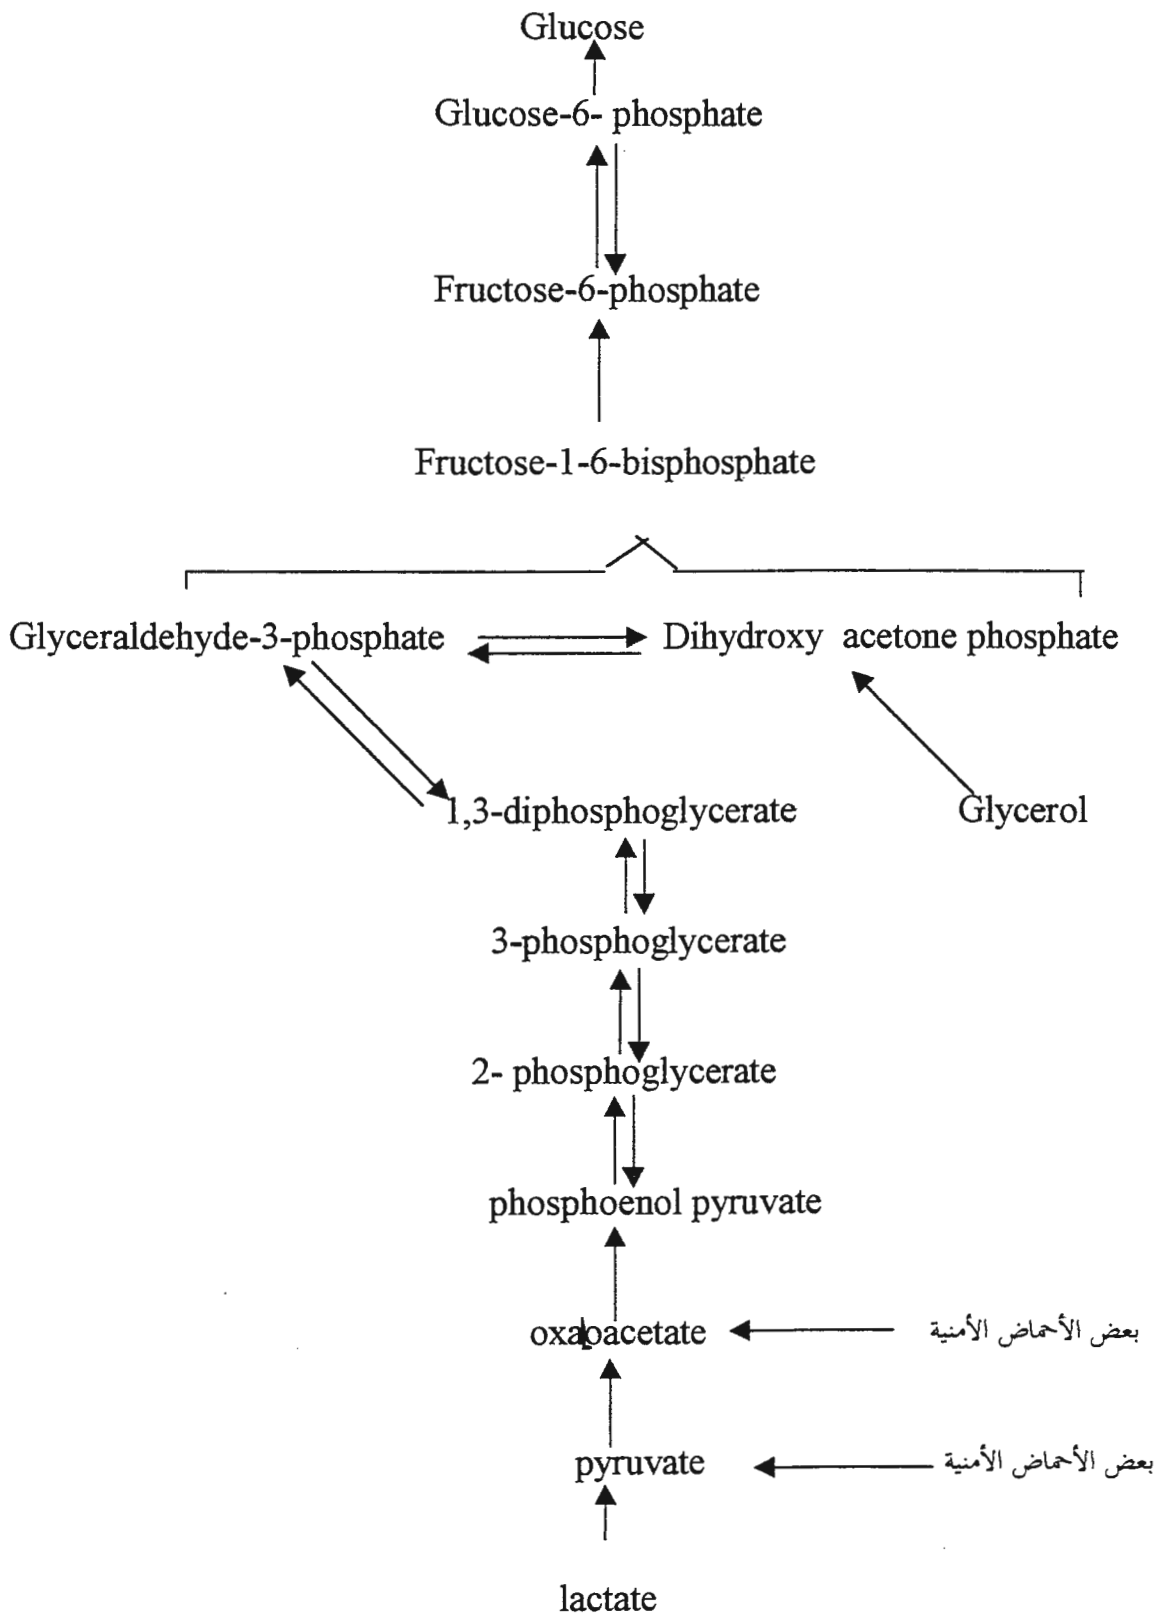 Glucose
Glucose-6- phosphate
Fructose-6-phosphate
Fructose-1-6-bisphosphate
Glyceraldehyde-3-phosphate
Dihydroxy acetone phosphate
1,3-diphosphoglycerate
Glycerol
3-phosphoglycerate
2- phosphoglycerate
phosphoenol pyruvate
oxaloacetate
بعض الأحماض الأمنية
pyruvate
بعض الأحماض الأمنية
lactate